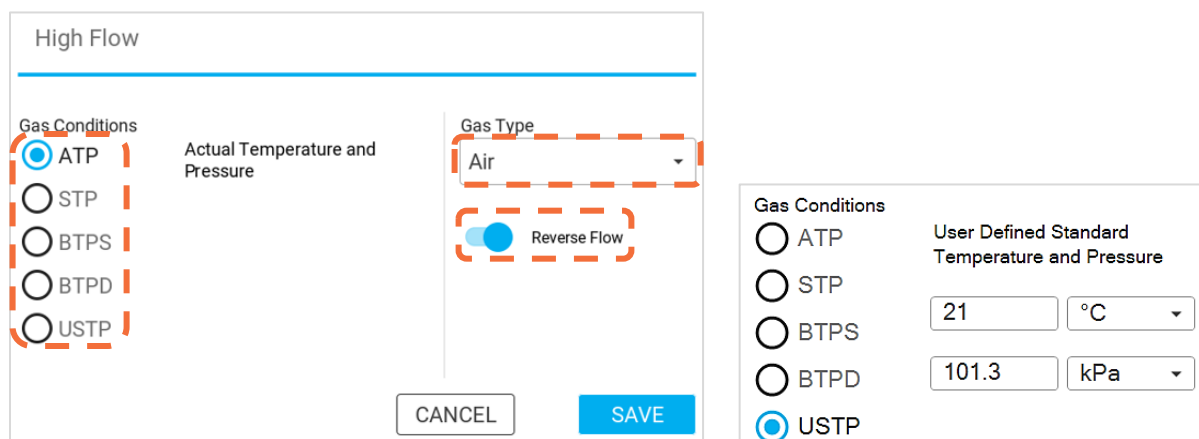 High Flow
Gas Conditions
ATP
STP
BTPS
BTPD
USTP
Actual Temperature and
Pressure
Gas Type
Air
Reverse Flow
CANCEL
SAVE
Gas Conditions
ATP
STP
BTPS
BTPD
USTP
User Defined Standard
Temperature and Pressure
21
°C
101.3
kPa